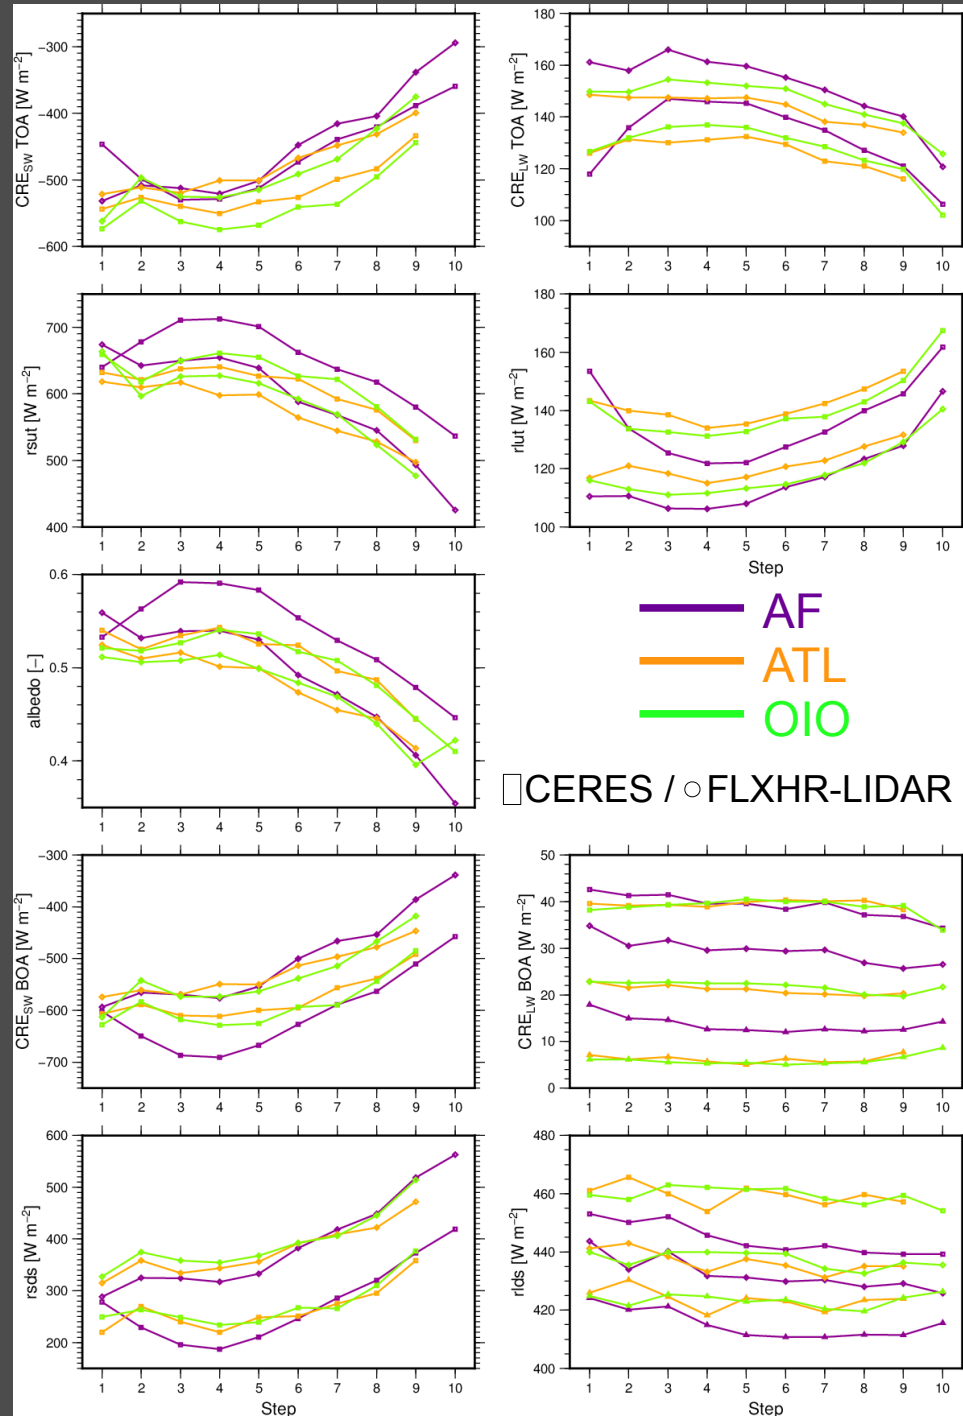 CRE_SW TOA [W m−2]
−300
−400
−500
−600
1 2 3 4 5 6 7 8 9 10
CRE_LW TOA [W m−2]
180
160
140
120
100
1 2 3 4 5 6 7 8 9 10
rsut [W m−2]
700
600
500
400
1 2 3 4 5 6 7 8 9 10
rlut [W m−2]
180
160
140
120
100
1 2 3 4 5 6 7 8 9 10
Step
albedo [–]
0.6
0.5
0.4
1 2 3 4 5 6 7 8 9 10
AF
ATL
OIO
□CERES / ○FLXHR-LIDAR
CRE_SW BOA [W m−2]
−300
−400
−500
−600
−700
1 2 3 4 5 6 7 8 9 10
CRE_LW BOA [W m−2]
50
40
30
20
10
0
1 2 3 4 5 6 7 8 9 10
rsds [W m−2]
600
500
400
300
200
1 2 3 4 5 6 7 8 9 10
Step
rlds [W m−2]
480
460
440
420
400
1 2 3 4 5 6 7 8 9 10
Step